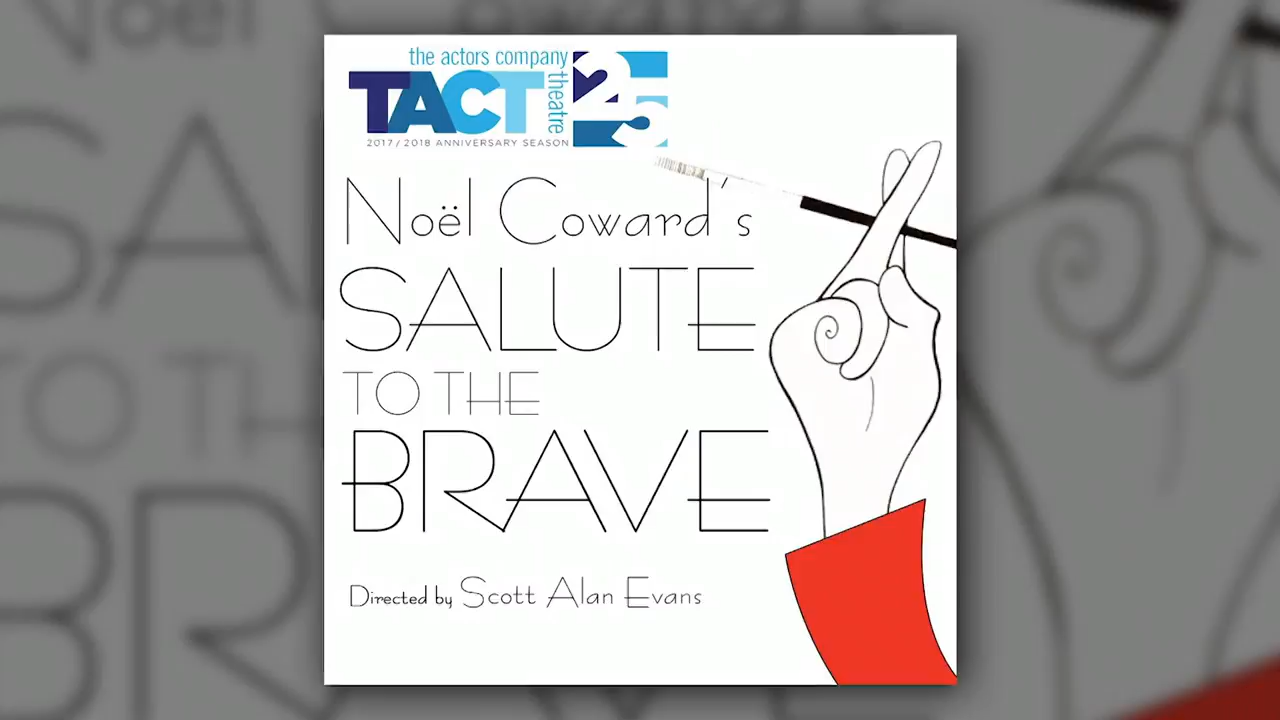 the actors company
theatre
TACT
25
2017/2018 ANNIVERSARY SEASON
Noël Coward's
SALUTE
TO THE
BRAVE
Directed by Scott Alan Evans